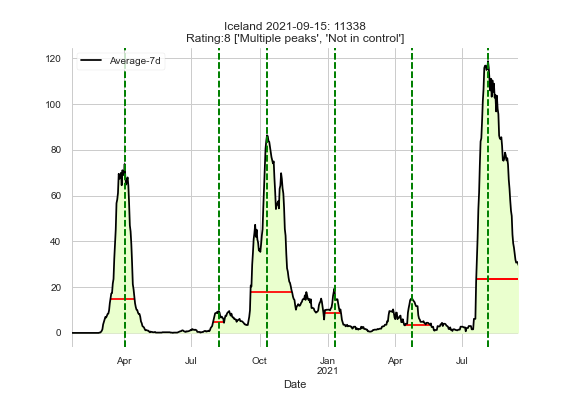 Iceland 2021-09-15: 11338
Rating:8 ['Multiple peaks', 'Not in control']
Average-7d
120
100
80
60
40
20
0
Apr Jul Oct Jan Apr Jul
2021
Date